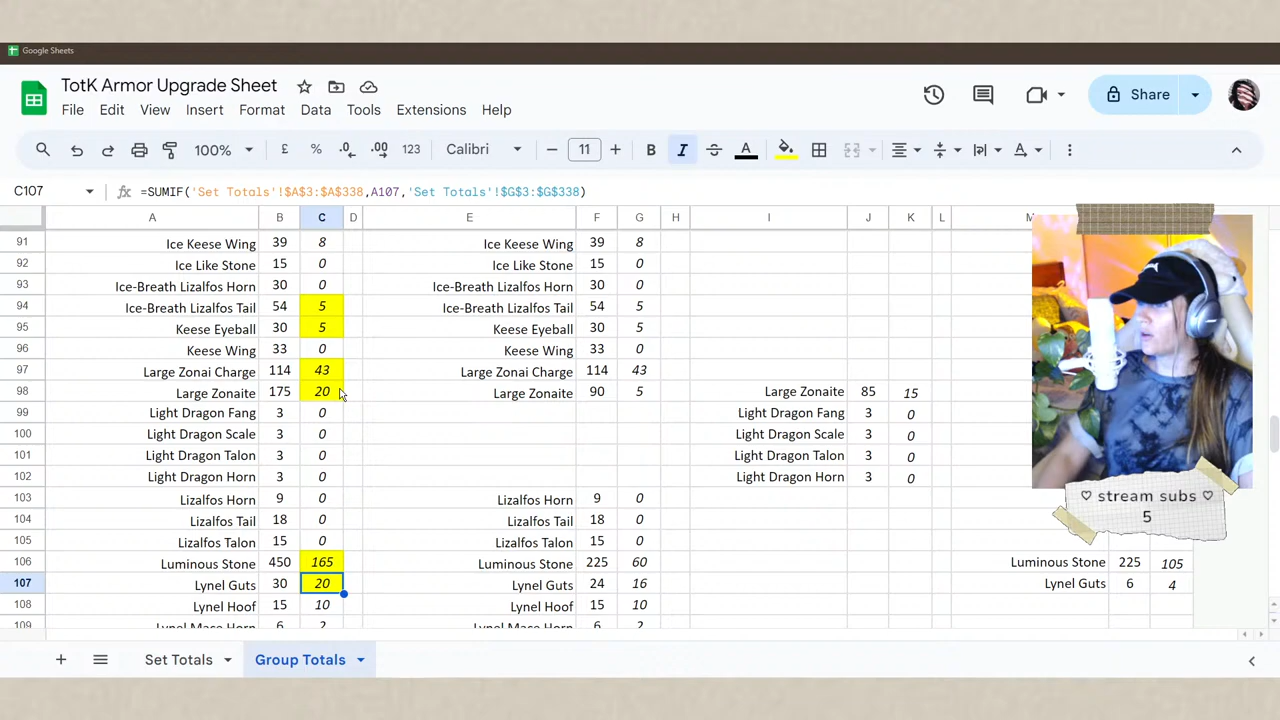 Google Sheets
TotK Armor Upgrade Sheet
File Edit View Insert Format Data Tools Extensions Help
Share
100% £ % .0 .00 123 Calibri 11 B I A
C107 =SUMIF('Set Totals'!$A$3:$A$338,A107,'Set Totals'!$G$3:$G$338)
A B C D E F G H I J K L M
91 Ice Keese Wing 39 8 Ice Keese Wing 39 8
92 Ice Like Stone 15 0 Ice Like Stone 15 0
93 Ice-Breath Lizalfos Horn 30 0 Ice-Breath Lizalfos Horn 30 0
94 Ice-Breath Lizalfos Tail 54 5 Ice-Breath Lizalfos Tail 54 5
95 Keese Eyeball 30 5 Keese Eyeball 30 5
96 Keese Wing 33 0 Keese Wing 33 0
97 Large Zonai Charge 114 43 Large Zonai Charge 114 43
98 Large Zonaite 175 20 Large Zonaite 90 5 Large Zonaite 85 15
99 Light Dragon Fang 3 0 Light Dragon Fang 3 0
100 Light Dragon Scale 3 0 Light Dragon Scale 3 0
101 Light Dragon Talon 3 0 Light Dragon Talon 3 0
102 Light Dragon Horn 3 0 Light Dragon Horn 3 0
103 Lizalfos Horn 9 0 Lizalfos Horn 9 0
104 Lizalfos Tail 18 0 Lizalfos Tail 18 0
105 Lizalfos Talon 15 0 Lizalfos Talon 15 0
106 Luminous Stone 450 165 Luminous Stone 225 60 Luminous Stone 225 105
107 Lynel Guts 30 20 Lynel Guts 24 16 Lynel Guts 6 4
108 Lynel Hoof 15 10 Lynel Hoof 15 10
109 Lynel Mace Horn 6 2 Lynel Mace Horn 6 2
♡ stream subs ♡
5
Set Totals Group Totals